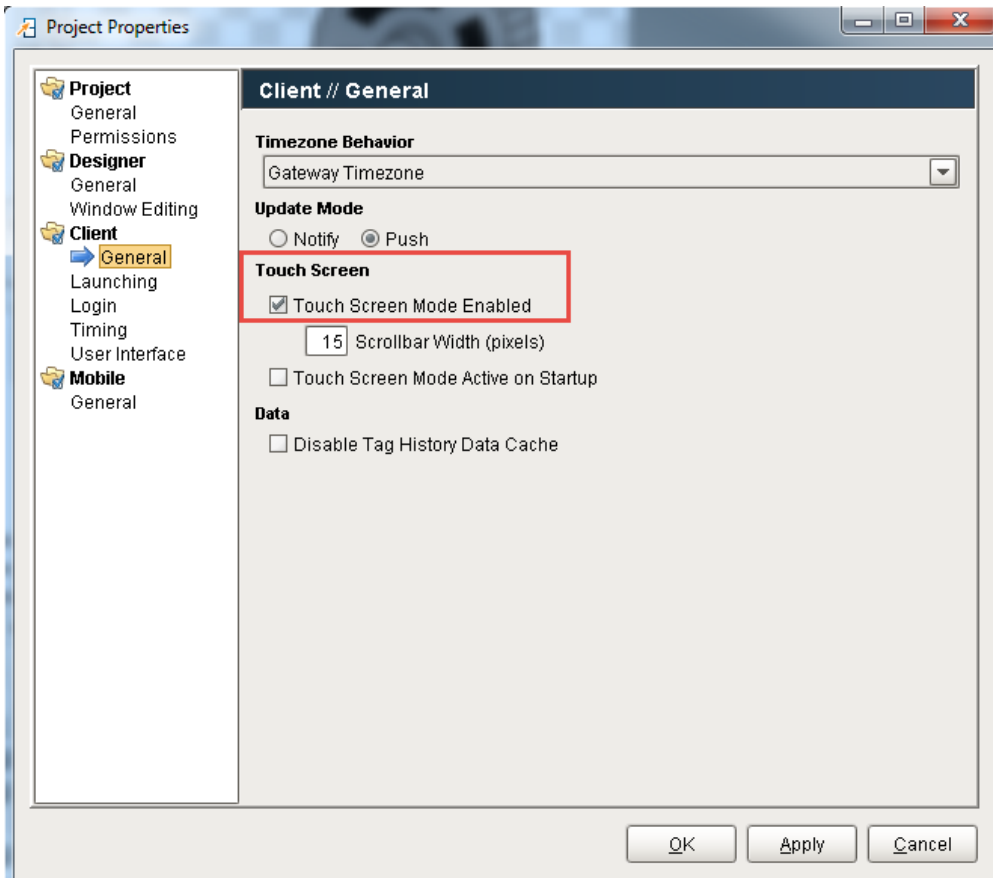 Project Properties
Project
General
Permissions
Designer
General
Window Editing
Client
General
Launching
Login
Timing
User Interface
Mobile
General
Client // General
Timezone Behavior
Gateway Timezone
Update Mode
Notify Push
Touch Screen
Touch Screen Mode Enabled
15 Scrollbar Width (pixels)
Touch Screen Mode Active on Startup
Data
Disable Tag History Data Cache
OK Apply Cancel